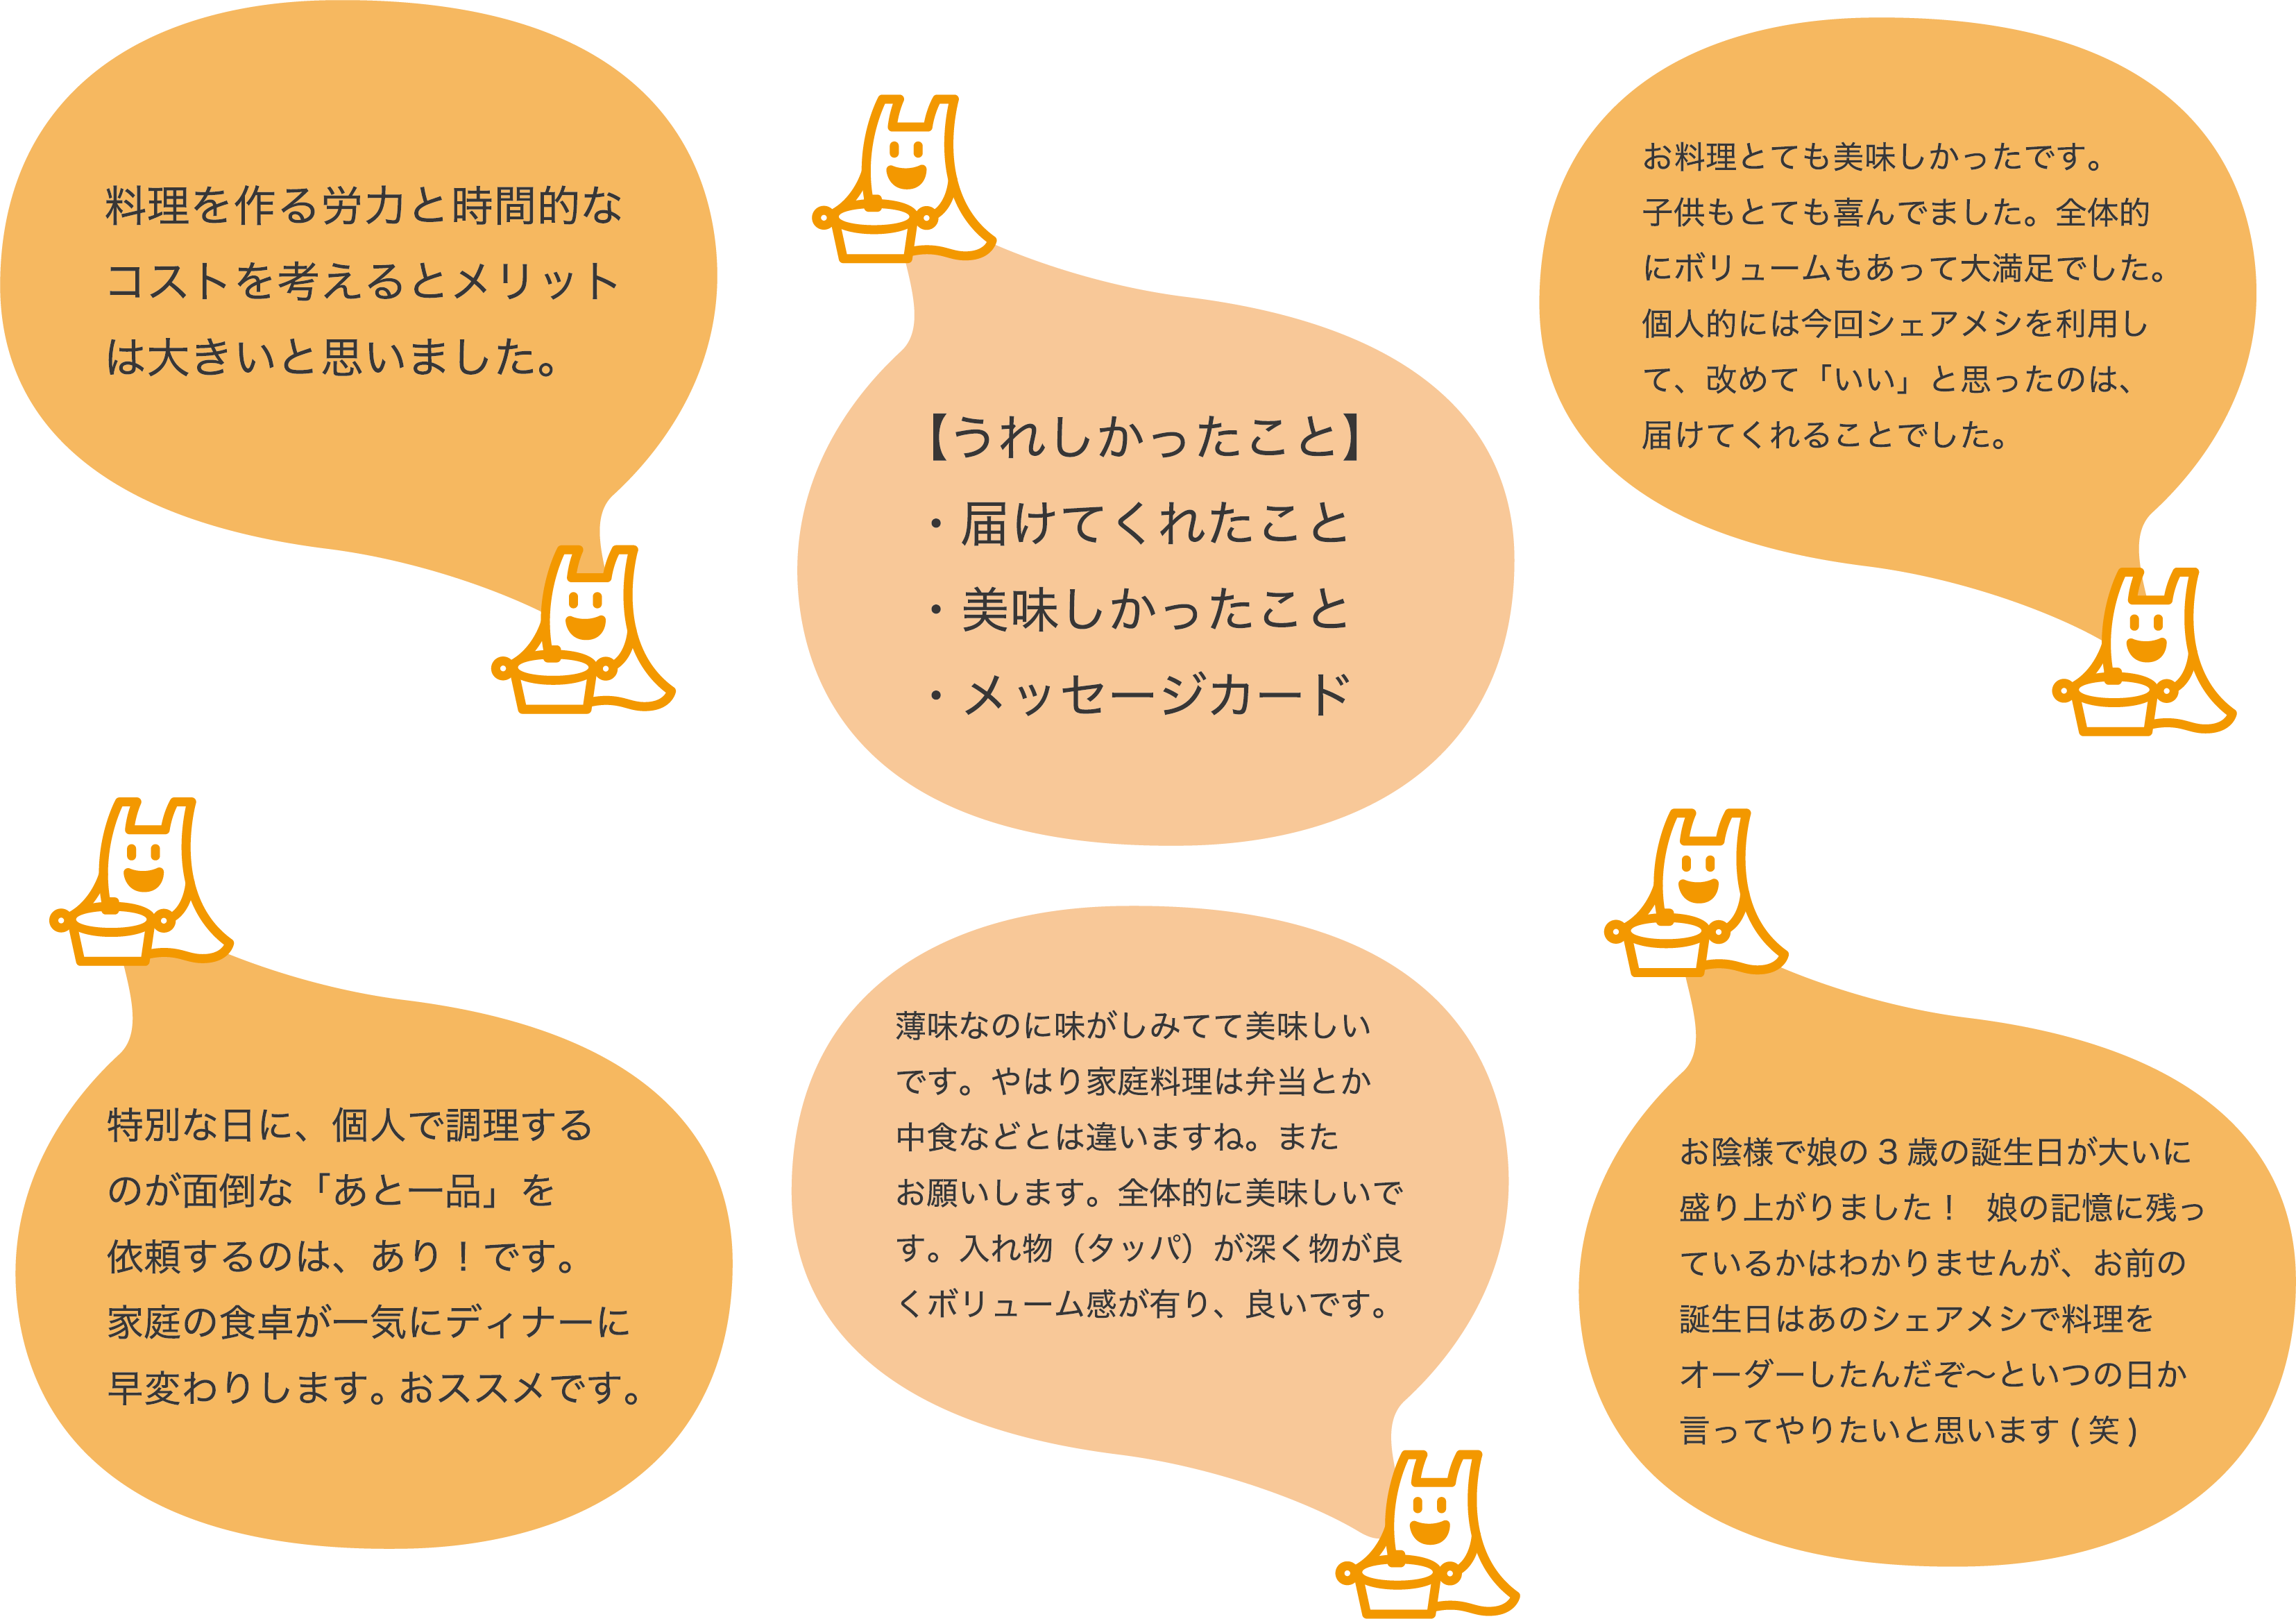 料理を作る労力と時間的な
コストを考えるとメリット
は大きいと思いました。
【うれしかったこと】
・届けてくれたこと
・美味しかったこと
・メッセージカード
お料理とても美味しかったです。
子供もとても喜んでました。全体的
にボリュームもあって大満足でした。
個人的には今回シェアメシを利用し
て、改めて「いい」と思ったのは、
届けてくれることでした。
特別な日に、個人で調理する
のが面倒な「あと一品」を
依頼するのは、あり！です。
家庭の食卓が一気にディナーに
早変わりします。おススメです。
薄味なのに味がしみてて美味しい
です。やはり家庭料理は弁当とか
中食などとは違いますね。また
お願いします。全体的に美味しいで
す。入れ物（タッパ）が深く物が良
くボリューム感が有り、良いです。
お陰様で娘の 3 歳の誕生日が大いに
盛り上がりました！　娘の記憶に残っ
ているかはわかりませんが、お前の
誕生日はあのシェアメシで料理を
オーダーしたんだぞ～といつの日か
言ってやりたいと思います ( 笑 )